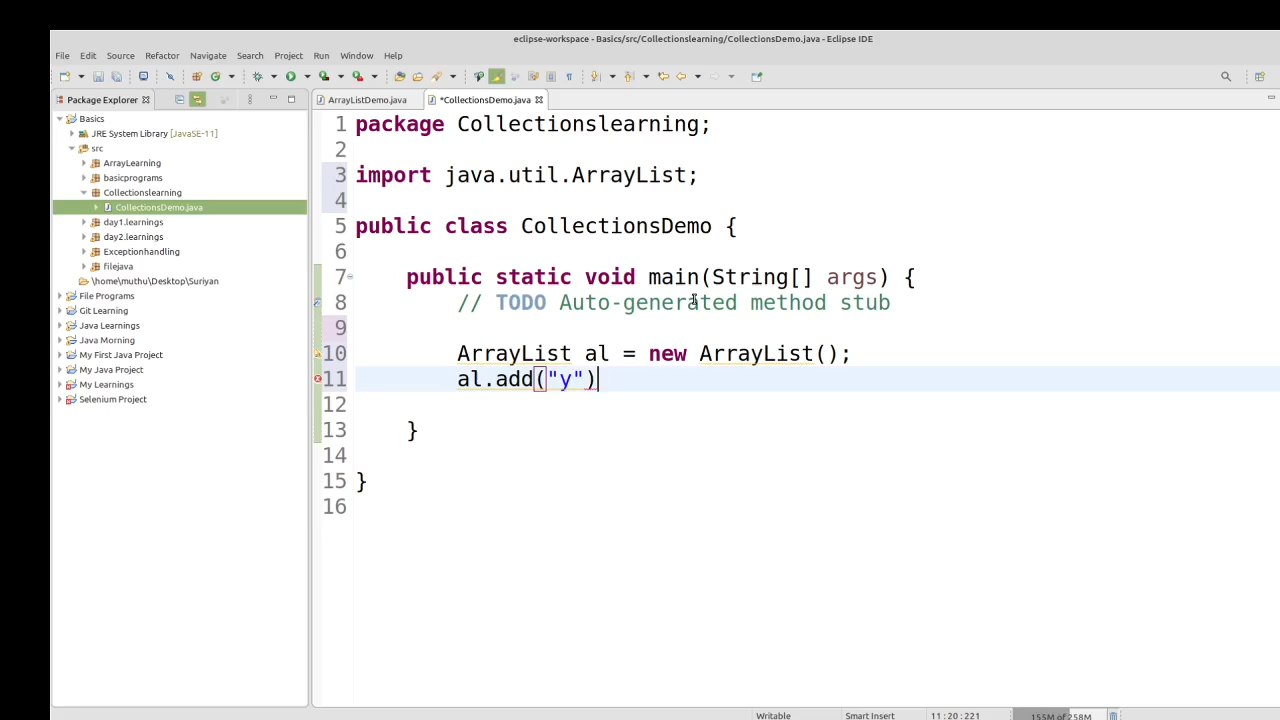 eclipse-workspace - Basics/src/Collectionslearning/CollectionsDemo.java - Eclipse IDE
File Edit Source Refactor Navigate Search Project Run Window Help
Package Explorer
ArrayListDemo.java
*CollectionsDemo.java
Basics
JRE System Library [JavaSE-11]
src
ArrayLearning
basicprograms
Collectionslearning
CollectionsDemo.java
day1.learnings
day2.learnings
Exceptionhandling
filejava
\home\muthu\Desktop\Suriyan
File Programs
Git Learning
Java Learnings
Java Morning
My First Java Project
My Java Project
My Learnings
Selenium Project
1 package Collectionslearning;
2
3 import java.util.ArrayList;
4
5 public class CollectionsDemo {
6
7 public static void main(String[] args) {
8 // TODO Auto-generated method stub
9
10 ArrayList al = new ArrayList();
11 al.add("y")
12
13 }
14
15 }
16
Writable Smart Insert 11:20:221 155M of 258M